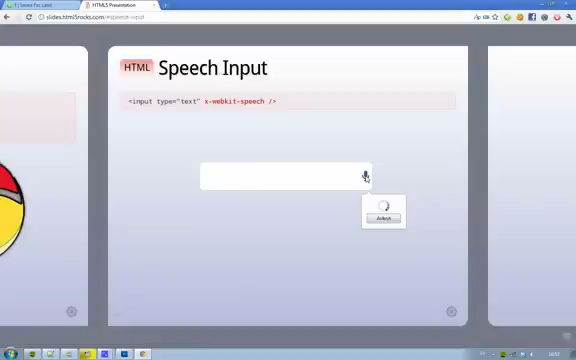 HTML5 Presentation
slides.html5rocks.com/#speech-input
HTML Speech Input
<input type="text" x-webkit-speech />